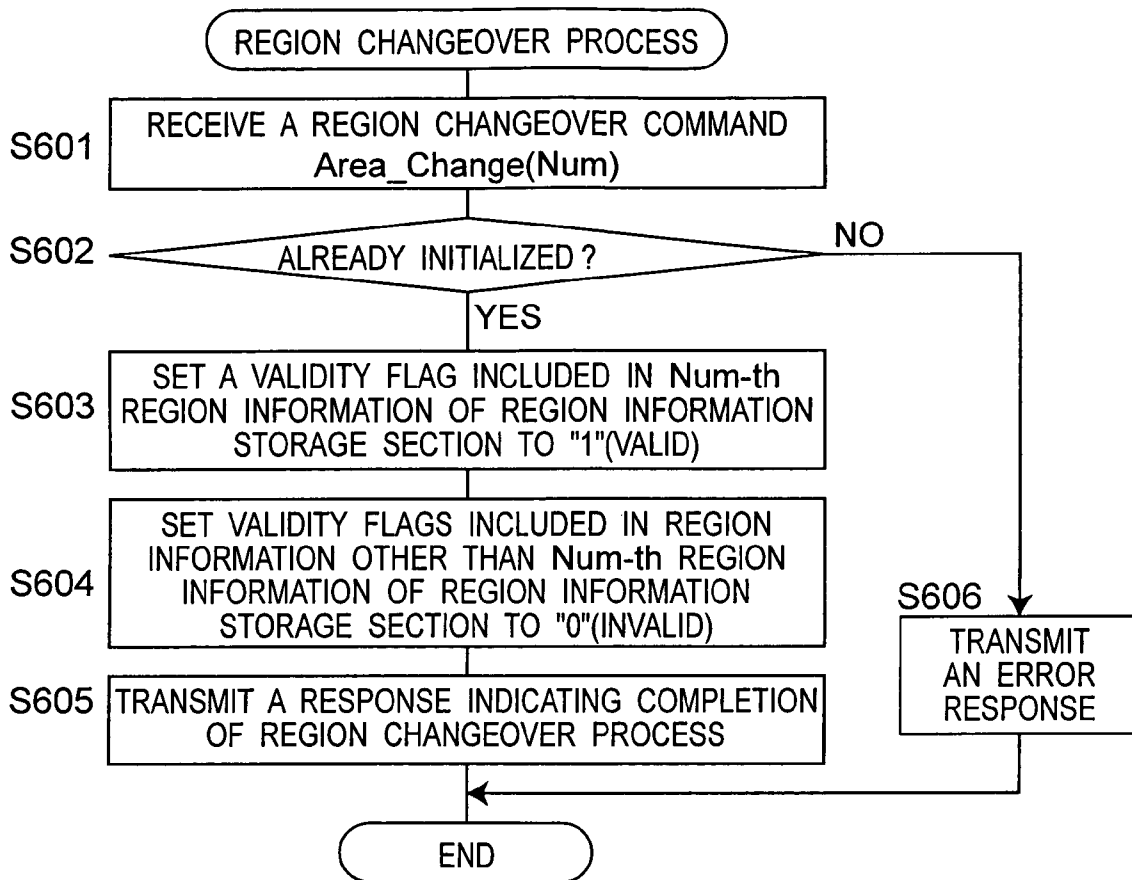 REGION CHANGEOVER PROCESS
S601
RECEIVE A REGION CHANGEOVER COMMAND
Area_Change(Num)
S602
ALREADY INITIALIZED?
NO
YES
S603
SET A VALIDITY FLAG INCLUDED IN Num-th
REGION INFORMATION OF REGION INFORMATION
STORAGE SECTION TO "1"(VALID)
S604
SET VALIDITY FLAGS INCLUDED IN REGION
INFORMATION OTHER THAN Num-th REGION
INFORMATION OF REGION INFORMATION
STORAGE SECTION TO "0"(INVALID)
S606
TRANSMIT
AN ERROR
RESPONSE
S605
TRANSMIT A RESPONSE INDICATING COMPLETION
OF REGION CHANGEOVER PROCESS
END